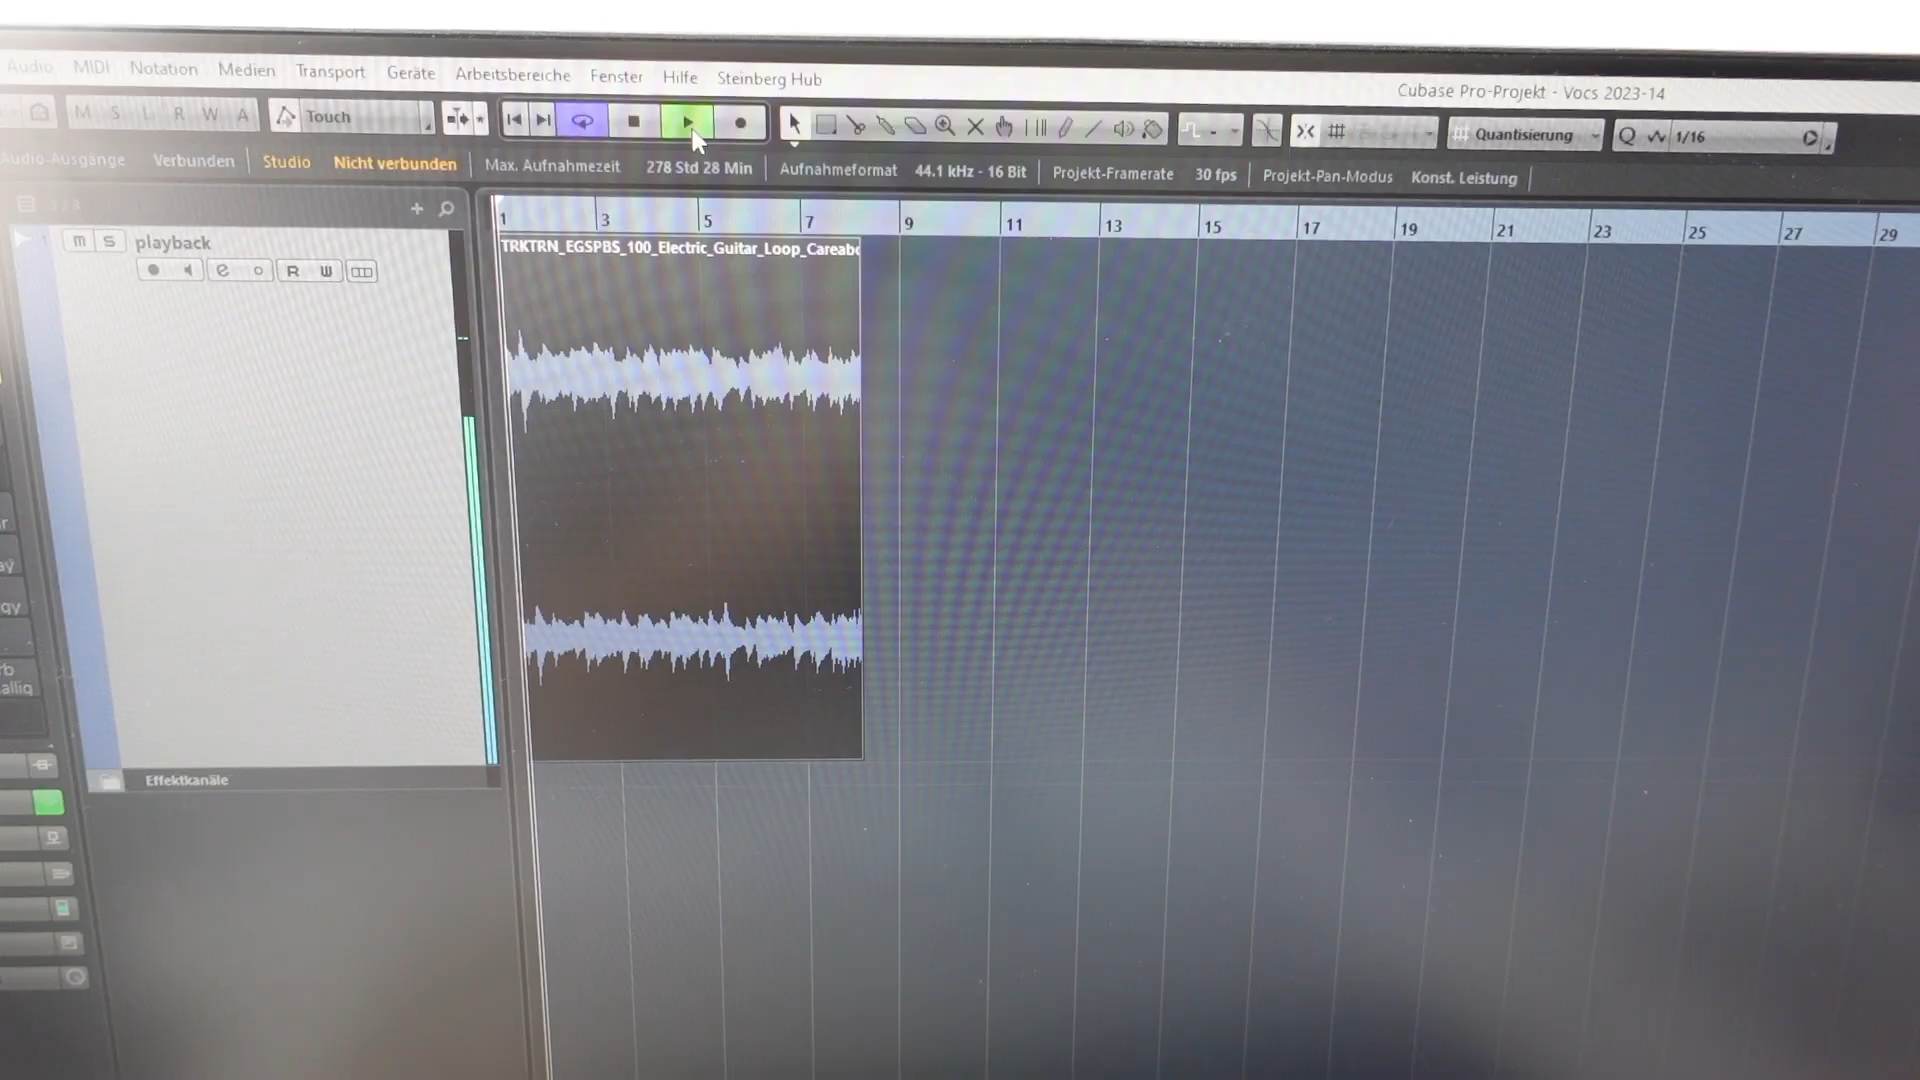 Audio MIDI Notation Medien Transport Geräte Arbeitsbereiche Fenster Hilfe Steinberg Hub
Cubase Pro-Projekt - Vocs 2023-14
M S L R W A Touch
Quantisierung
1/16
Audio-Ausgänge Verbunden Studio Nicht verbunden Max. Aufnahmezeit 278 Std 28 Min Aufnahmeformat 44.1 kHz - 16 Bit Projekt-Framerate 30 fps Projekt-Pan-Modus Konst. Leistung
1 3 5 7 9 11 13 15 17 19 21 23 25 27 29
1 m S playback
R W
TRKTRN_EGSPBS_100_Electric_Guitar_Loop_Careabo
Effektkanäle